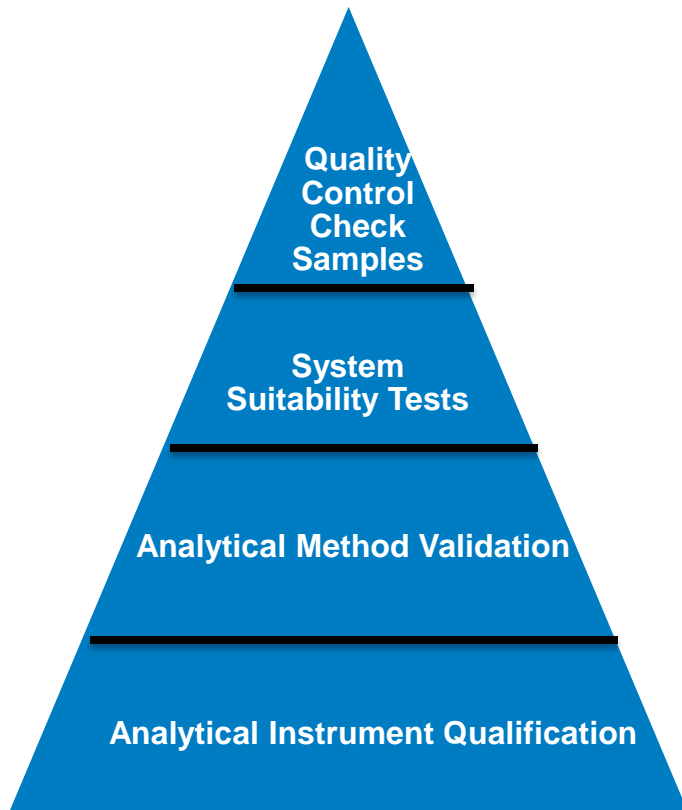 Quality
Control
Check
Samples
System
Suitability Tests
Analytical Method Validation
Analytical Instrument Qualification